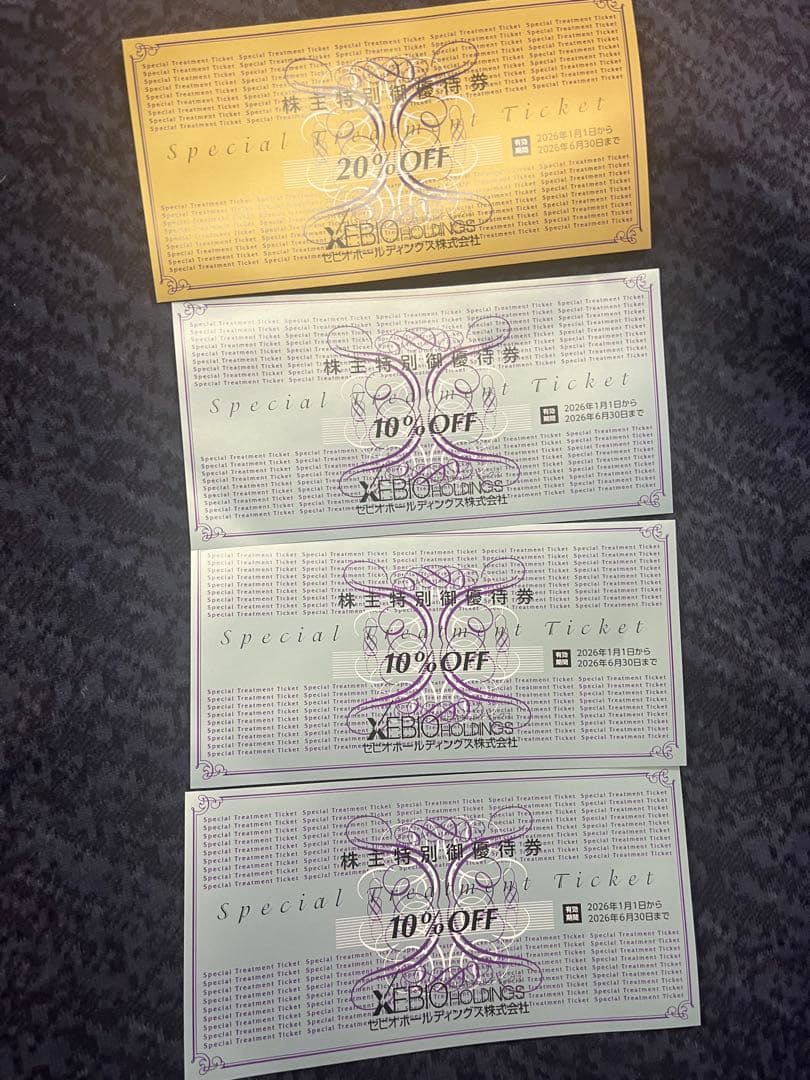 株主特別御優待券
Special Treatment Ticket
20%OFF
有効期間
2026年1月1日から
2026年6月30日まで
XEBIO HOLDINGS
ゼビオホールディングス株式会社
株主特別御優待券
Special Treatment Ticket
10%OFF
有効期間
2026年1月1日から
2026年6月30日まで
XEBIO HOLDINGS
ゼビオホールディングス株式会社
株主特別御優待券
Special Treatment Ticket
10%OFF
有効期間
2026年1月1日から
2026年6月30日まで
XEBIO HOLDINGS
ゼビオホールディングス株式会社
株主特別御優待券
Special Treatment Ticket
10%OFF
有効期間
2026年1月1日から
2026年6月30日まで
XEBIO HOLDINGS
ゼビオホールディングス株式会社